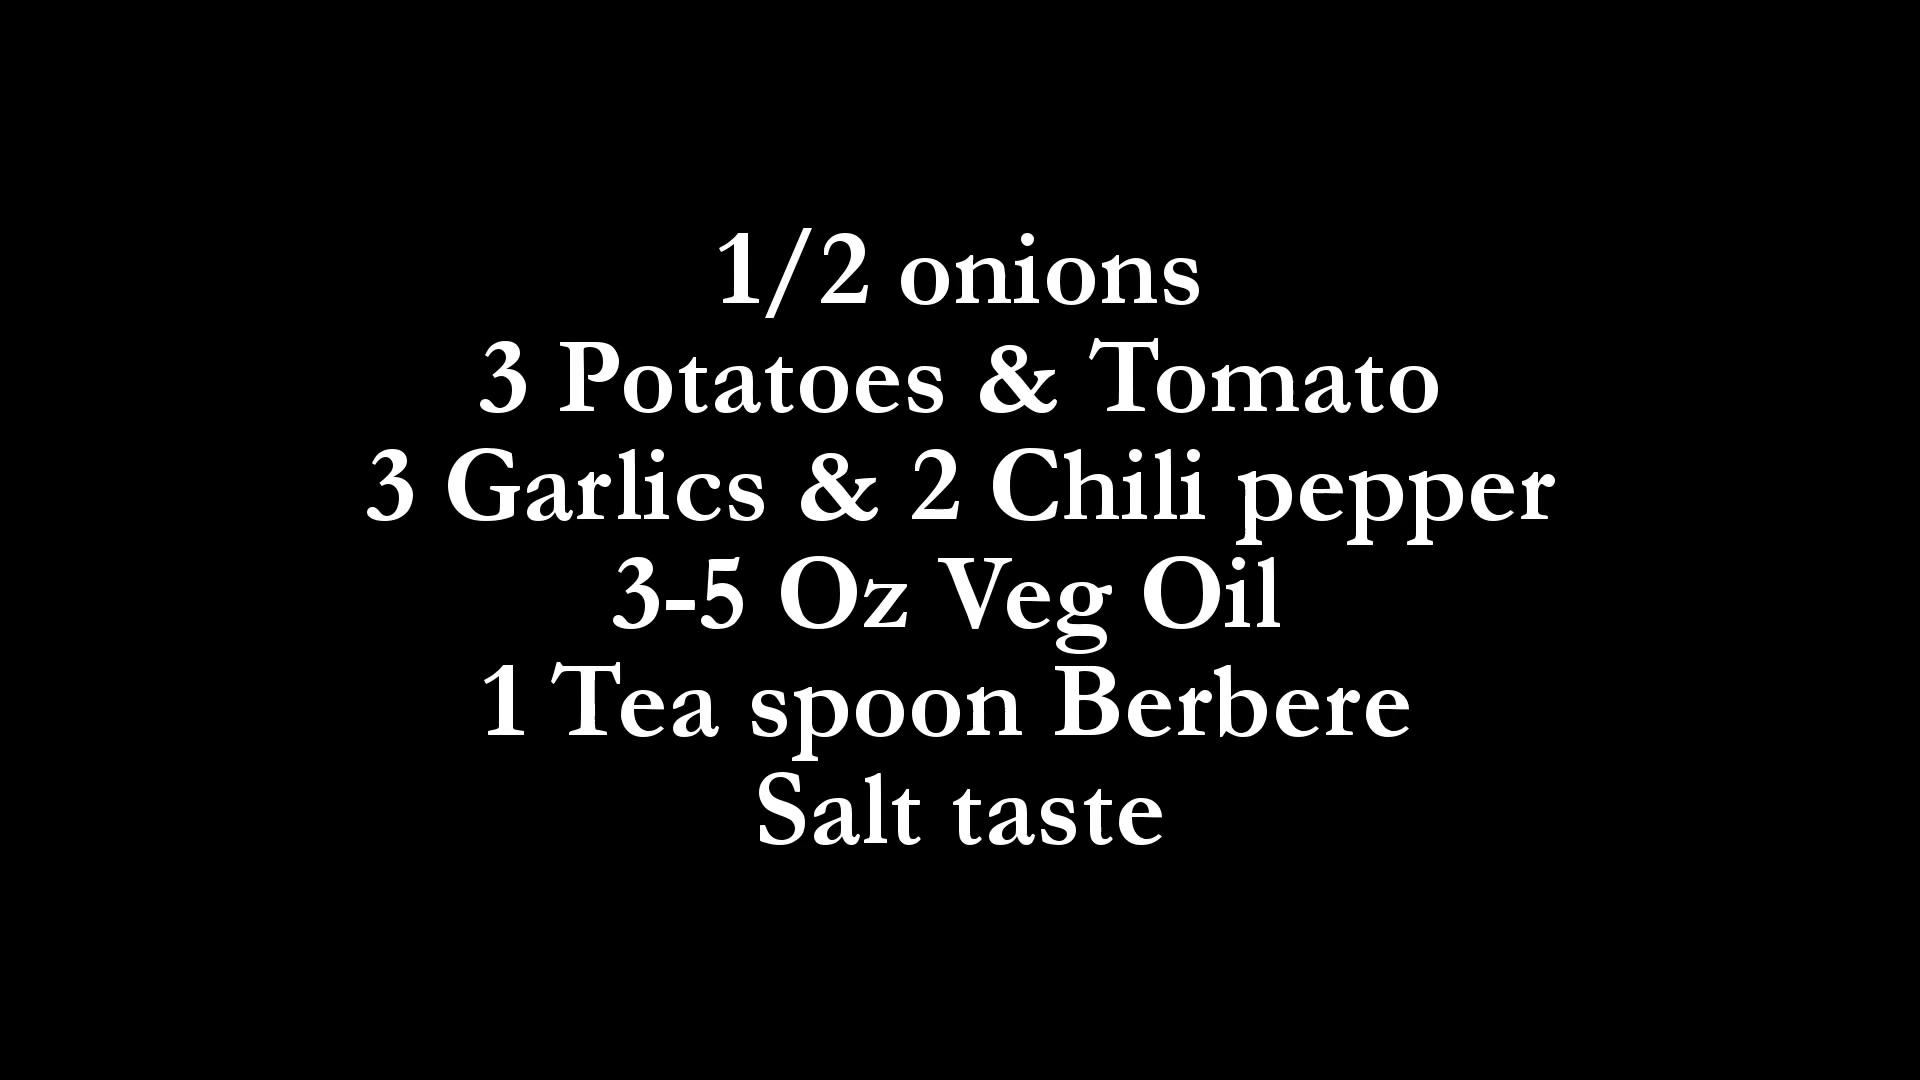 1/2 onions
3 Potatoes & Tomato
3 Garlics & 2 Chili pepper
3-5 Oz Veg Oil
1 Tea spoon Berbere
Salt taste